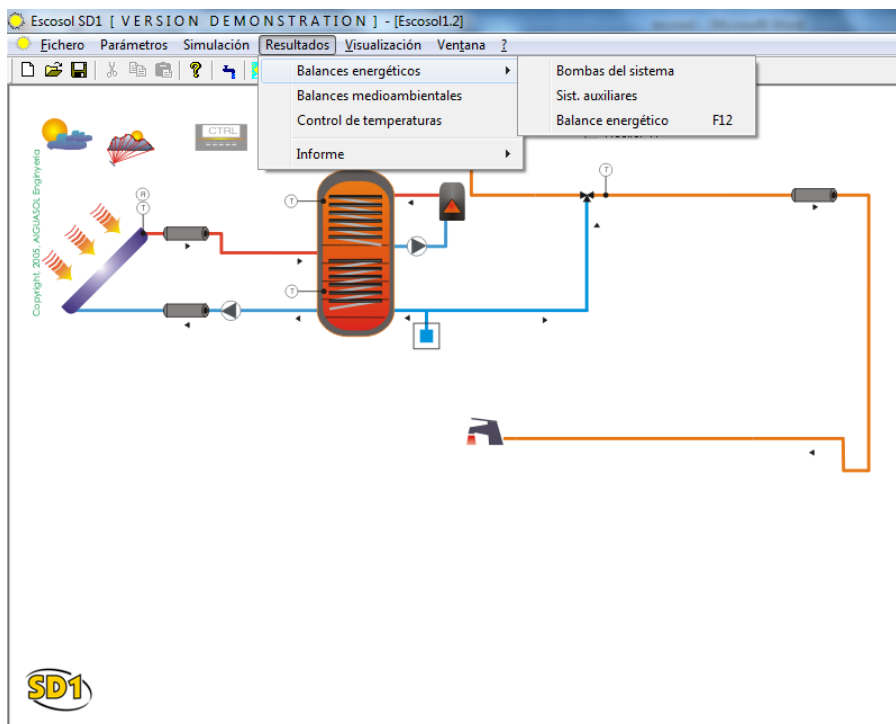 Escosol SD1 [ V E R S I O N  D E M O N S T R A T I O N ] - [Escosol1.2]
Fichero Parámetros Simulación Resultados Visualización Ventana ?
Balances energéticos
Balances medioambientales
Control de temperaturas
Informe
Bombas del sistema
Sist. auxiliares
Balance energético F12
CTRL
Copyright, 2005, AIGUASOL Enginyeria
R
T
T
T
T
SD1